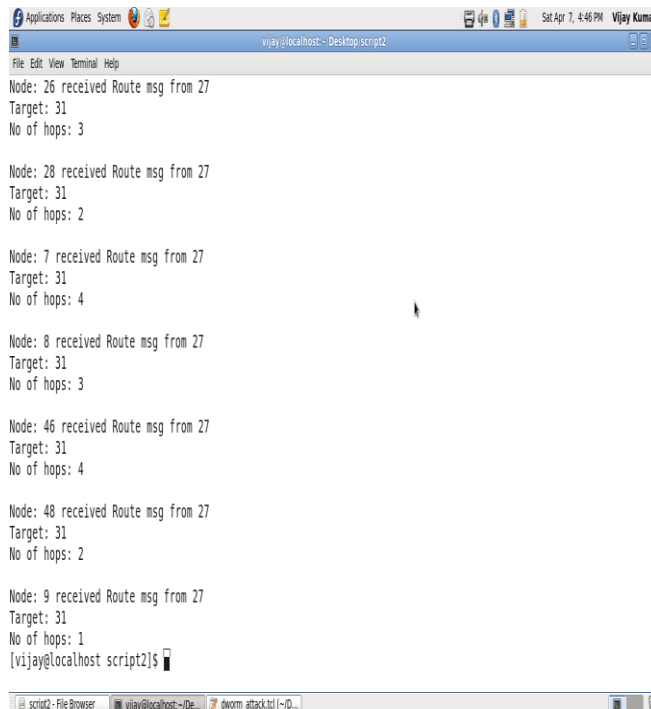 Applications Places System Sat Apr 7, 4:46 PM Vijay Kuma
vijay@localhost:~/Desktop/script2
File Edit View Terminal Help
Node: 26 received Route msg from 27
Target: 31
No of hops: 3
Node: 28 received Route msg from 27
Target: 31
No of hops: 2
Node: 7 received Route msg from 27
Target: 31
No of hops: 4
Node: 8 received Route msg from 27
Target: 31
No of hops: 3
Node: 46 received Route msg from 27
Target: 31
No of hops: 4
Node: 48 received Route msg from 27
Target: 31
No of hops: 2
Node: 9 received Route msg from 27
Target: 31
No of hops: 1
[vijay@localhost script2]$
script2 - File Browser vijay@localhost:~/De... dworm_attack.tcl (~/D...